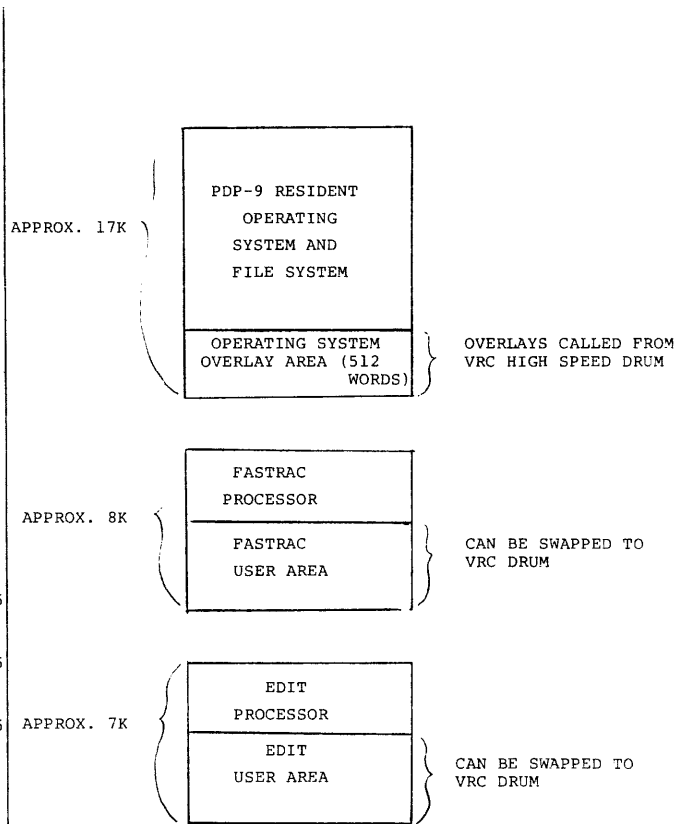 PDP-9 RESIDENT
OPERATING
SYSTEM AND
FILE SYSTEM
APPROX. 17K
OPERATING SYSTEM
OVERLAY AREA (512
WORDS)
OVERLAYS CALLED FROM
VRC HIGH SPEED DRUM
FASTRAC
PROCESSOR
APPROX. 8K
FASTRAC
USER AREA
CAN BE SWAPPED TO
VRC DRUM
EDIT
PROCESSOR
APPROX. 7K
EDIT
USER AREA
CAN BE SWAPPED TO
VRC DRUM